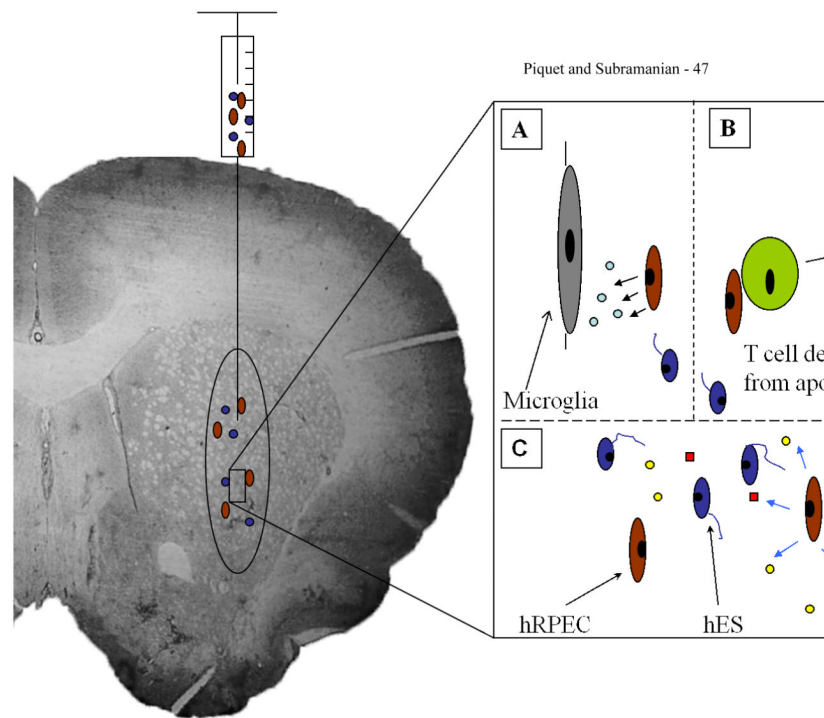 Piquet and Subramanian - 47
A
B
Microglia
T cell de
from apo
C
hRPEC
hES